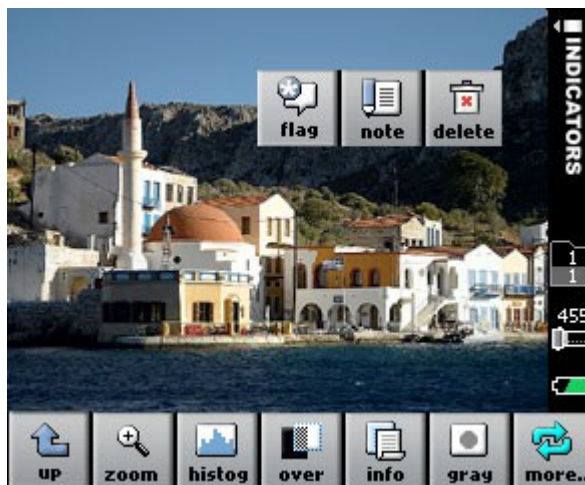 INDICATORS
flag note delete
1
1
455
up zoom histog over info gray more.